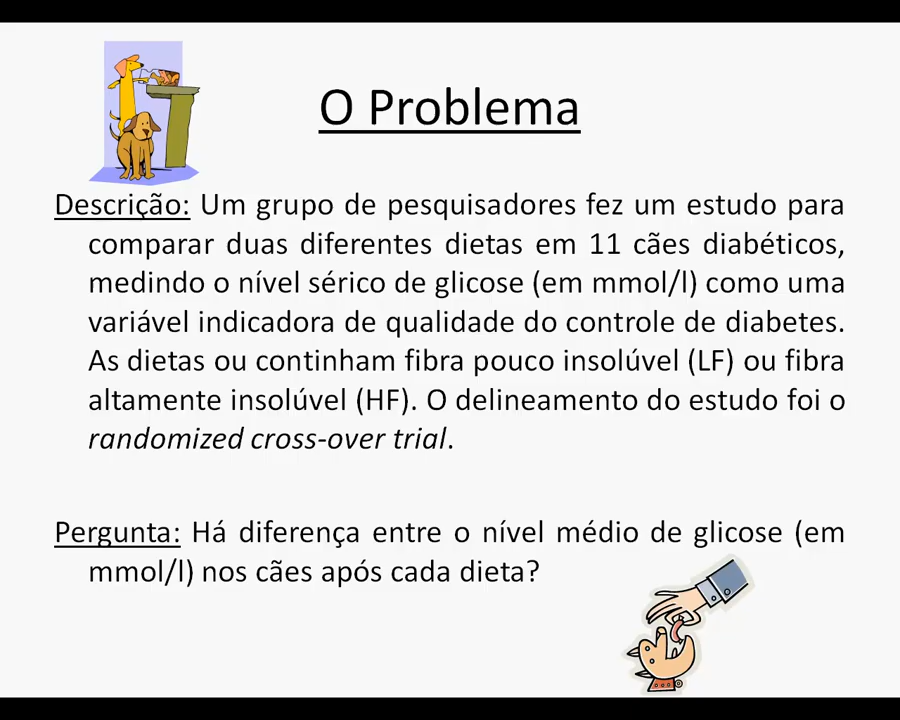 O Problema
Descrição: Um grupo de pesquisadores fez um estudo para
comparar duas diferentes dietas em 11 cães diabéticos,
medindo o nível sérico de glicose (em mmol/l) como uma
variável indicadora de qualidade do controle de diabetes.
As dietas ou continham fibra pouco insolúvel (LF) ou fibra
altamente insolúvel (HF). O delineamento do estudo foi o
randomized cross-over trial.
Pergunta: Há diferença entre o nível médio de glicose (em
mmol/l) nos cães após cada dieta?